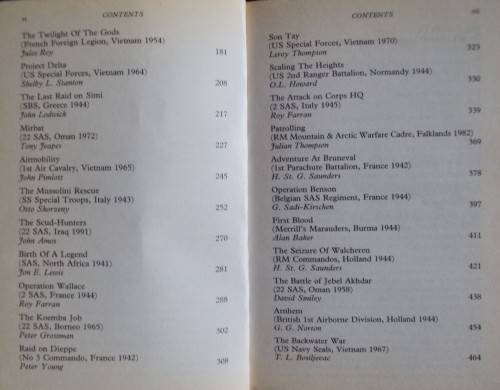 vi CONTENTS
The Twilight Of The Gods
(French Foreign Legion, Vietnam 1954)
Jules Roy 181
Project Delta
(US Special Forces, Vietnam 1964)
Shelby L. Stanton 208
The Last Raid on Simi
(SBS, Greece 1944)
John Lodwick 217
Mirbat
(22 SAS, Oman 1972)
Tony Jeapes 227
Airmobility
(1st Air Cavalry, Vietnam 1965)
John Pimlott 245
The Mussolini Rescue
(SS Special Troops, Italy 1943)
Otto Skorzeny 252
The Scud-Hunters
(22 SAS, Iraq 1991)
John Amos 270
Birth Of A Legend
(SAS, North Africa 1941)
Jon E. Lewis 281
Operation Wallace
(2 SAS, France 1944)
Roy Farran 288
The Koemba Job
(22 SAS, Borneo 1965)
Peter Grossman 302
Raid on Dieppe
(No 3 Commando, France 1942)
Peter Young 308
CONTENTS vii
Son Tay
(US Special Forces, Vietnam 1970)
Leroy Thompson 323
Scaling The Heights
(US 2nd Ranger Battalion, Normandy 1944)
O.L. Howard 330
The Attack on Corps HQ
(2 SAS, Italy 1945)
Roy Farran 339
Patrolling
(RM Mountain & Arctic Warfare Cadre, Falklands 1982)
Julian Thompson 369
Adventure At Bruneval
(1st Parachute Battalion, France 1942)
H. St. G. Saunders 378
Operation Benson
(Belgian SAS Regiment, France 1944)
G. Sadi-Kirschen 397
First Blood
(Merrill's Marauders, Burma 1944)
Alan Baker 411
The Seizure Of Walcheren
(RM Commandos, Holland 1944)
H. St. G. Saunders 421
The Battle of Jebel Akhdar
(22 SAS, Oman 1958)
David Smiley 438
Arnhem
(British 1st Airborne Division, Holland 1944)
G. G. Norton 454
The Backwater War
(US Navy Seals, Vietnam 1967)
T. L. Bosiljevac 464